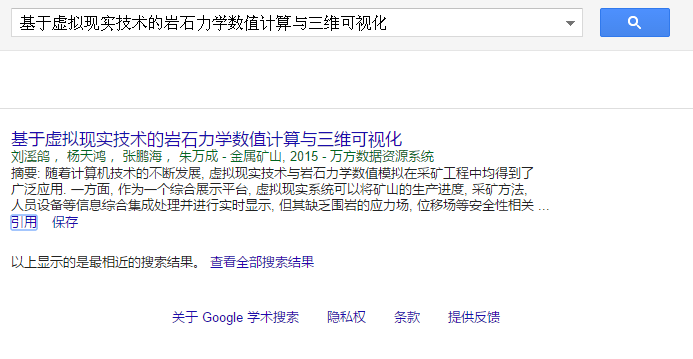 基于虚拟现实技术的岩石力学数值计算与三维可视化
基于虚拟现实技术的岩石力学数值计算与三维可视化
刘溪鸽, 杨天鸿, 张鹏海, 朱万成 - 金属矿山, 2015 - 万方数据资源系统
摘要: 随着计算机技术的不断发展, 虚拟现实技术与岩石力学数值模拟在采矿工程中均得到了
广泛应用. 一方面, 作为一个综合展示平台, 虚拟现实系统可以将矿山的生产进度, 采矿方法,
人员设备等信息综合集成处理并进行实时显示, 但其缺乏围岩的应力场, 位移场等安全性相关 ...
引用 保存
以上显示的是最相近的搜索结果。 查看全部搜索结果
关于 Google 学术搜索 隐私权 条款 提供反馈